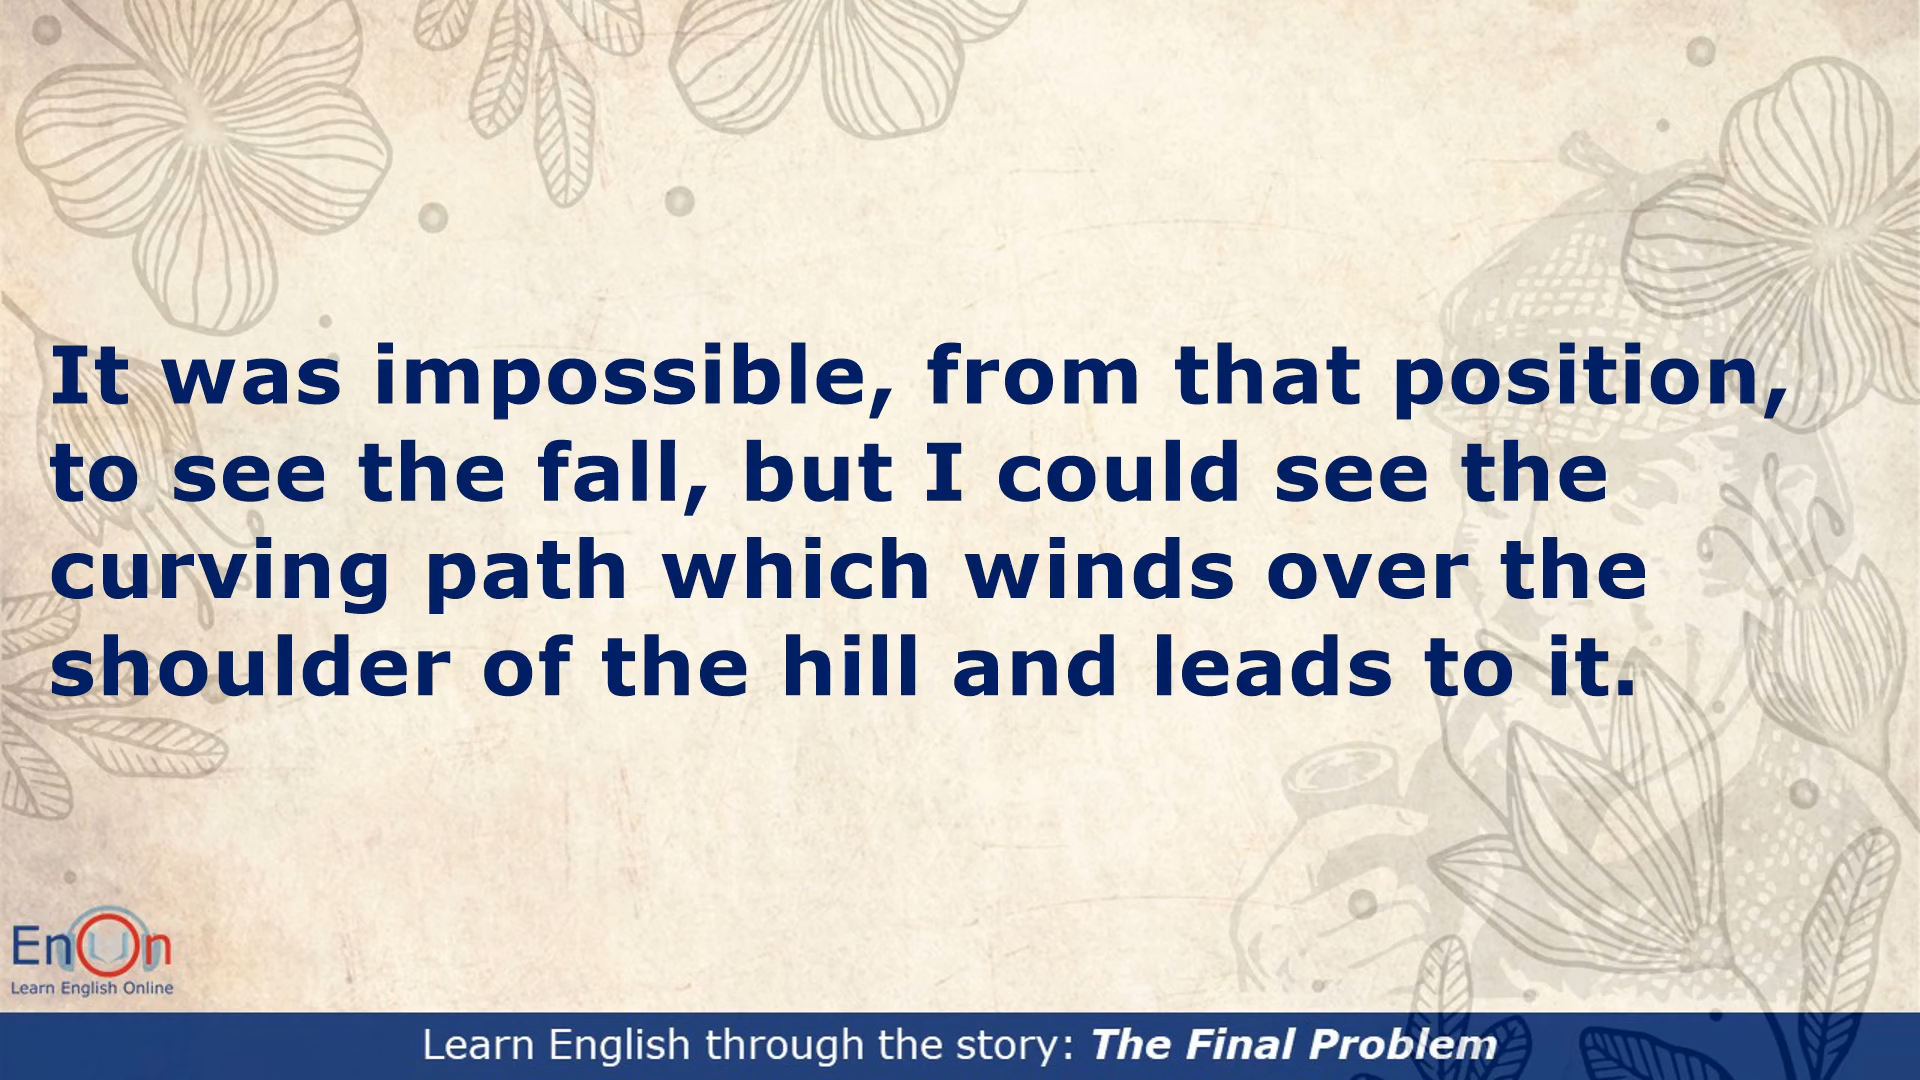 It was impossible, from that position,
to see the fall, but I could see the
curving path which winds over the
shoulder of the hill and leads to it.
EnOn
Learn English Online
Learn English through the story: The Final Problem